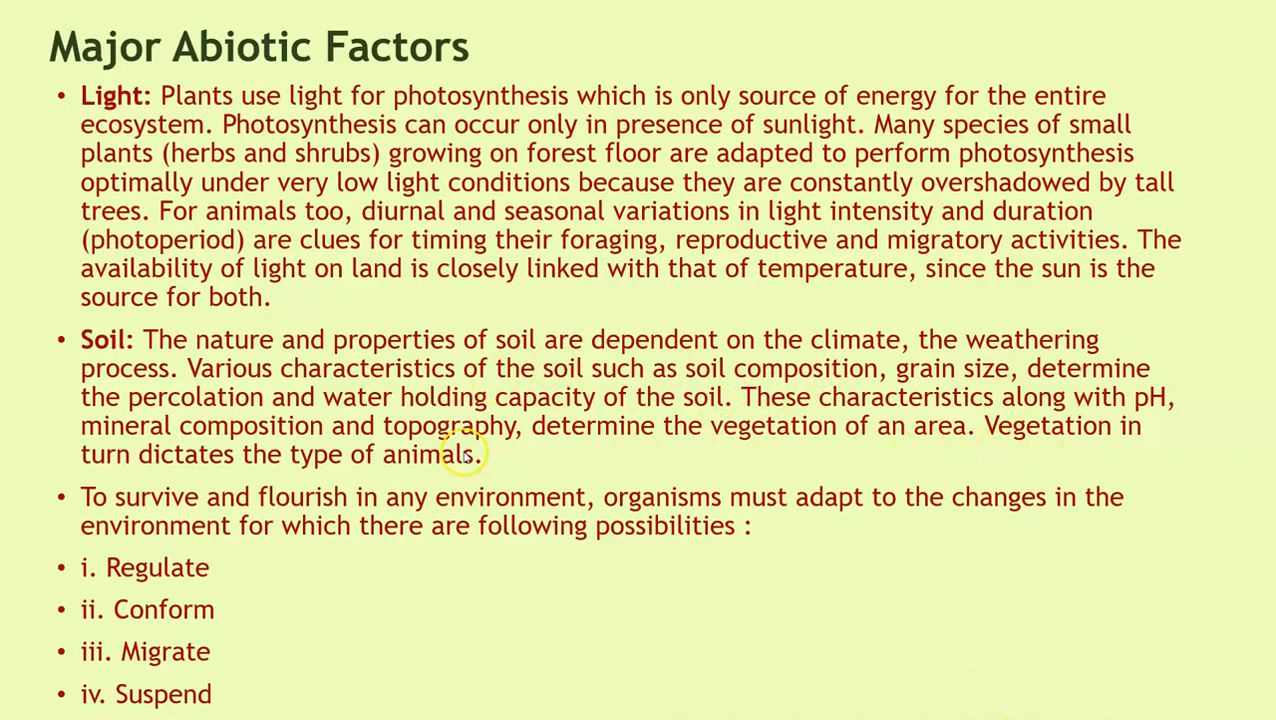 Major Abiotic Factors
• Light: Plants use light for photosynthesis which is only source of energy for the entire
ecosystem. Photosynthesis can occur only in presence of sunlight. Many species of small
plants (herbs and shrubs) growing on forest floor are adapted to perform photosynthesis
optimally under very low light conditions because they are constantly overshadowed by tall
trees. For animals too, diurnal and seasonal variations in light intensity and duration
(photoperiod) are clues for timing their foraging, reproductive and migratory activities. The
availability of light on land is closely linked with that of temperature, since the sun is the
source for both.
• Soil: The nature and properties of soil are dependent on the climate, the weathering
process. Various characteristics of the soil such as soil composition, grain size, determine
the percolation and water holding capacity of the soil. These characteristics along with pH,
mineral composition and topography, determine the vegetation of an area. Vegetation in
turn dictates the type of animals.
• To survive and flourish in any environment, organisms must adapt to the changes in the
environment for which there are following possibilities :
• i. Regulate
• ii. Conform
• iii. Migrate
• iv. Suspend